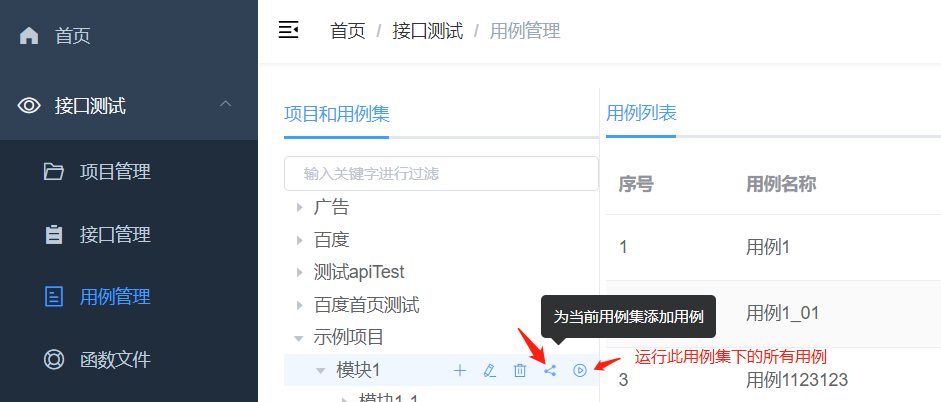 首页
接口测试
项目管理
接口管理
用例管理
函数文件
首页 / 接口测试 / 用例管理
项目和用例集
输入关键字进行过滤
广告
百度
测试apiTest
百度首页测试
示例项目
模块1
模块1-1
用例列表
序号 用例名称
1 用例1
用例1_01
3 用例1123123
为当前用例集添加用例
运行此用例集下的所有用例